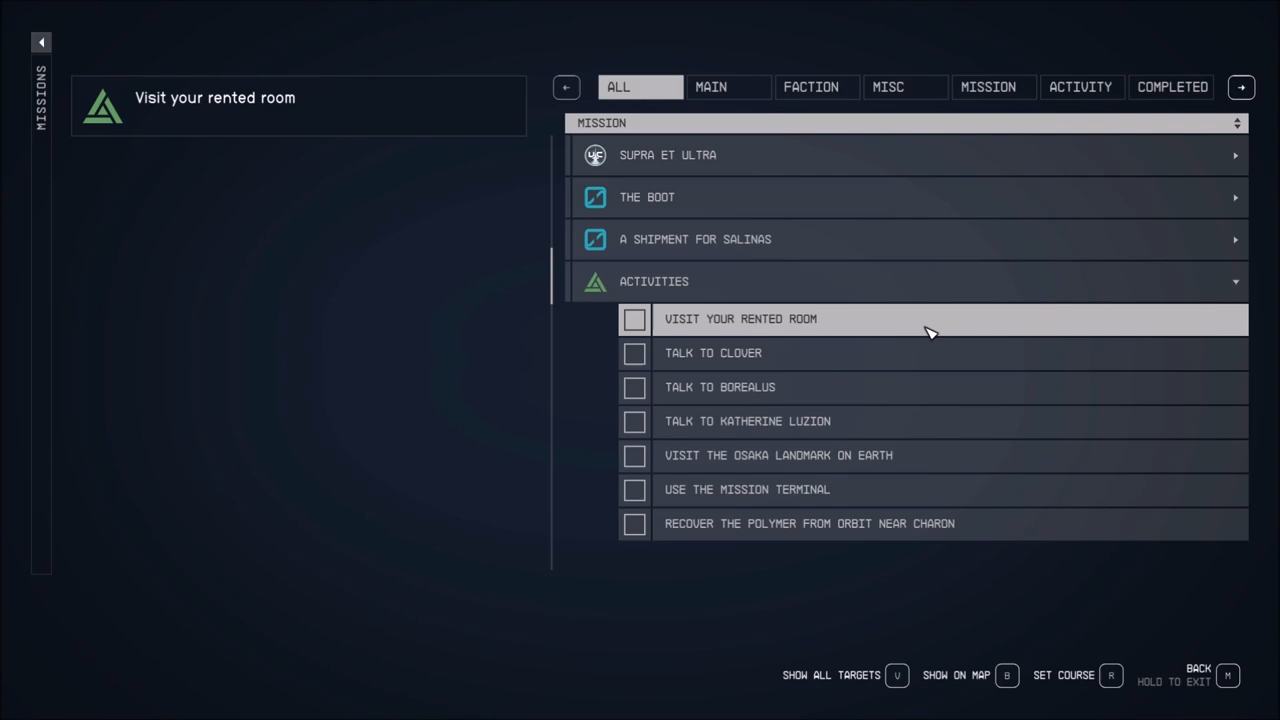 MISSIONS
Visit your rented room
ALL
MAIN
FACTION
MISC
MISSION
ACTIVITY
COMPLETED
MISSION
UC
SUPRA ET ULTRA
THE BOOT
A SHIPMENT FOR SALINAS
ACTIVITIES
VISIT YOUR RENTED ROOM
TALK TO CLOVER
TALK TO BOREALUS
TALK TO KATHERINE LUZION
VISIT THE OSAKA LANDMARK ON EARTH
USE THE MISSION TERMINAL
RECOVER THE POLYMER FROM ORBIT NEAR CHARON
SHOW ALL TARGETS V
SHOW ON MAP B
SET COURSE R
BACK
HOLD TO EXIT M